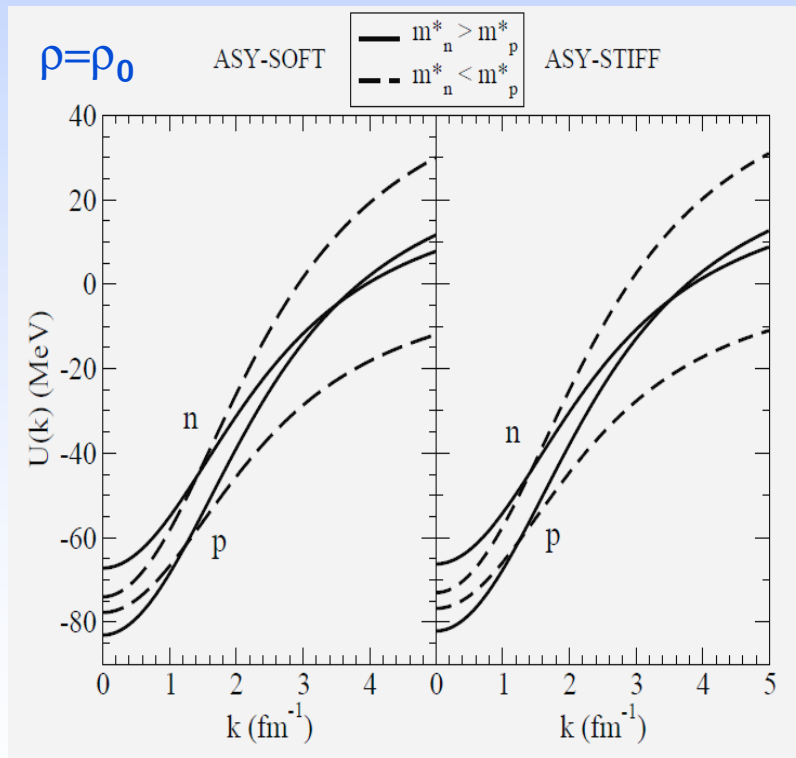 ρ=ρ₀
ASY-SOFT
m*ₙ > m*ₚ
m*ₙ < m*ₚ
ASY-STIFF
U(k) (MeV)
40
20
0
-20
-40
-60
-80
n
p
n
p
0 1 2 3 4 0 1 2 3 4 5
k (fm⁻¹) k (fm⁻¹)